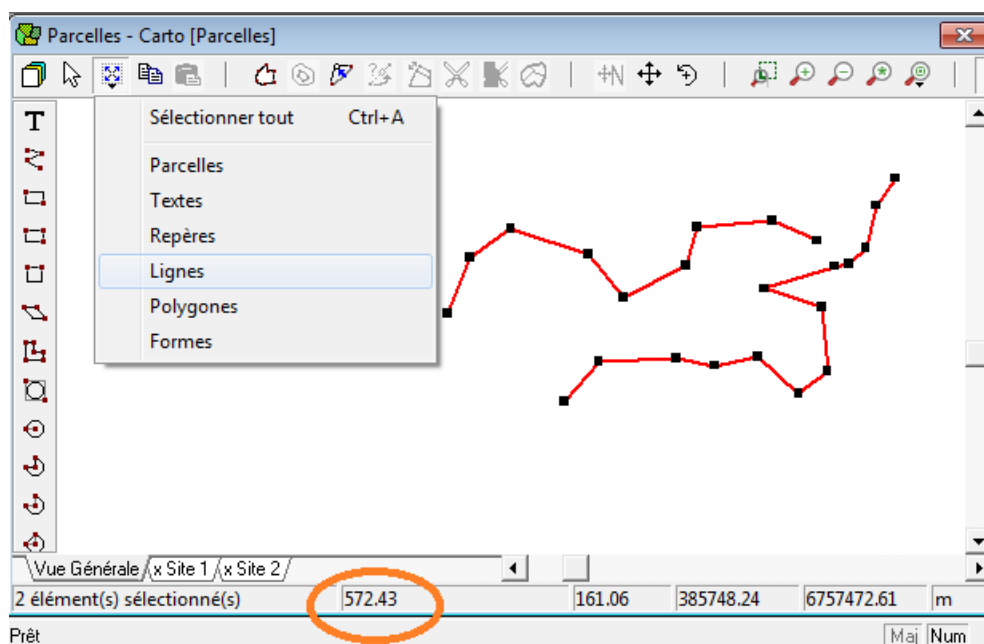 Parcelles - Carto [Parcelles]
N
T
Sélectionner tout Ctrl+A
Parcelles
Textes
Repères
Lignes
Polygones
Formes
Vue Générale x Site 1 x Site 2
2 élément(s) sélectionné(s) 572.43 161.06 385748.24 6757472.61 m
Prêt Maj Num